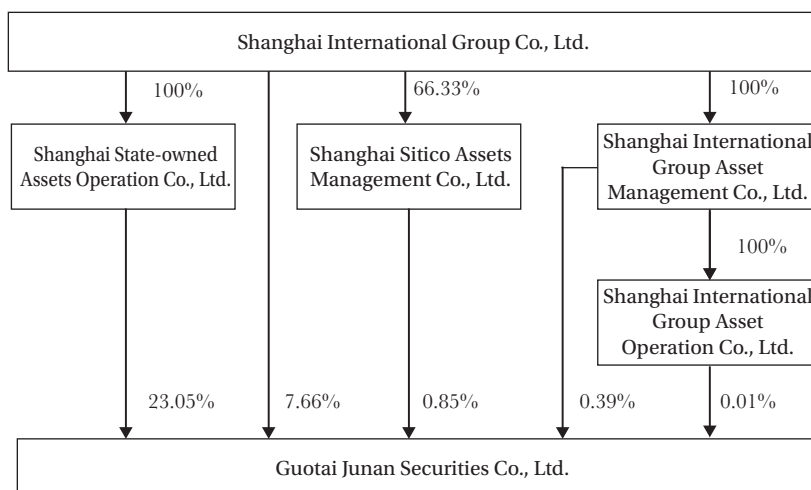 Shanghai International Group Co., Ltd.
100%
66.33%
100%
Shanghai State-owned
Assets Operation Co., Ltd.
Shanghai Sitico Assets
Management Co., Ltd.
Shanghai International
Group Asset
Management Co., Ltd.
100%
Shanghai International
Group Asset
Operation Co., Ltd.
23.05%
7.66%
0.85%
0.39%
0.01%
Guotai Junan Securities Co., Ltd.